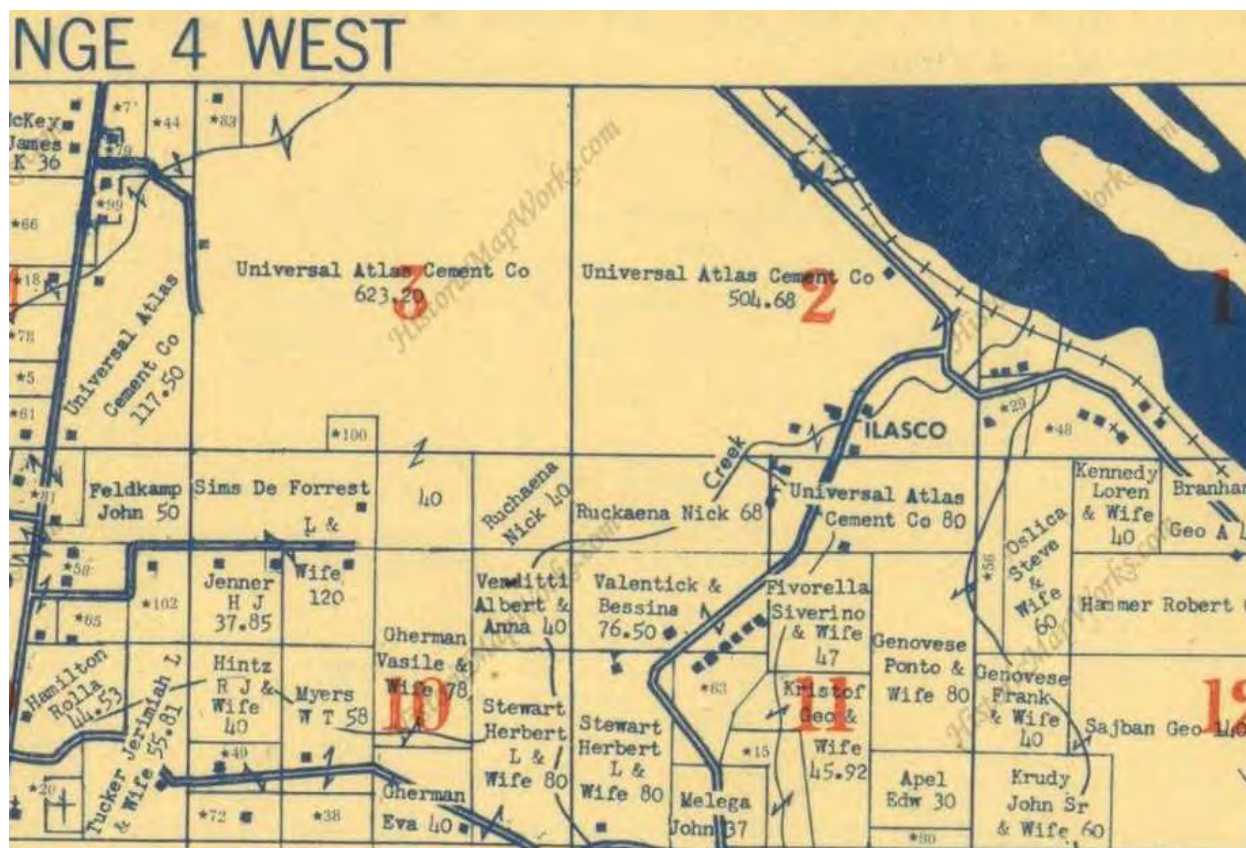 NGE 4 WEST
McKey
James
K 36
*44
*83
*79
*99
*66
*18
*78
*5
*61
Universal Atlas
Cement Co
117.50
Universal Atlas Cement Co
623.20
3
Universal Atlas Cement Co
504.68
2
1
*100
ILASCO
*29
*48
Creek
*81
Feldkamp
John 50
Sims De Forrest
L &
Wife
120
40
Ruchaena
Nick 40
Ruckaena Nick 68
Universal Atlas
Cement Co 80
*56
Oslica
Steve
&
Wife
60
Kennedy
Loren
& Wife
40
Branham
Geo A
*58
*65
*102
Jenner
H J
37.85
Gherman
Vasile &
Wife 78
Venditti
Albert &
Anna 40
Valentick &
Bessina
76.50
Fivorella
Siverino
& Wife
47
Genovese
Ponto &
Wife 80
Hammer Robert
Hamilton
Rolla
44.53
Tucker Jerimiah L
& Wife 55.81
Hintz
R J &
Wife
40
Myers
W T 58
10
Stewart
Herbert
L &
Wife 80
Stewart
Herbert
L &
Wife 80
*63
11
Kristof
Geo &
Wife
45.92
Genovese
Frank
& Wife
40
Sajban Geo 140
12
*49
*15
*20
*72
*38
Gherman
Eva 40
Melega
John 37
Apel
Edw 30
Krudy
John Sr
& Wife 60
HistoricMapWorks.com
HistoricMapWorks.com